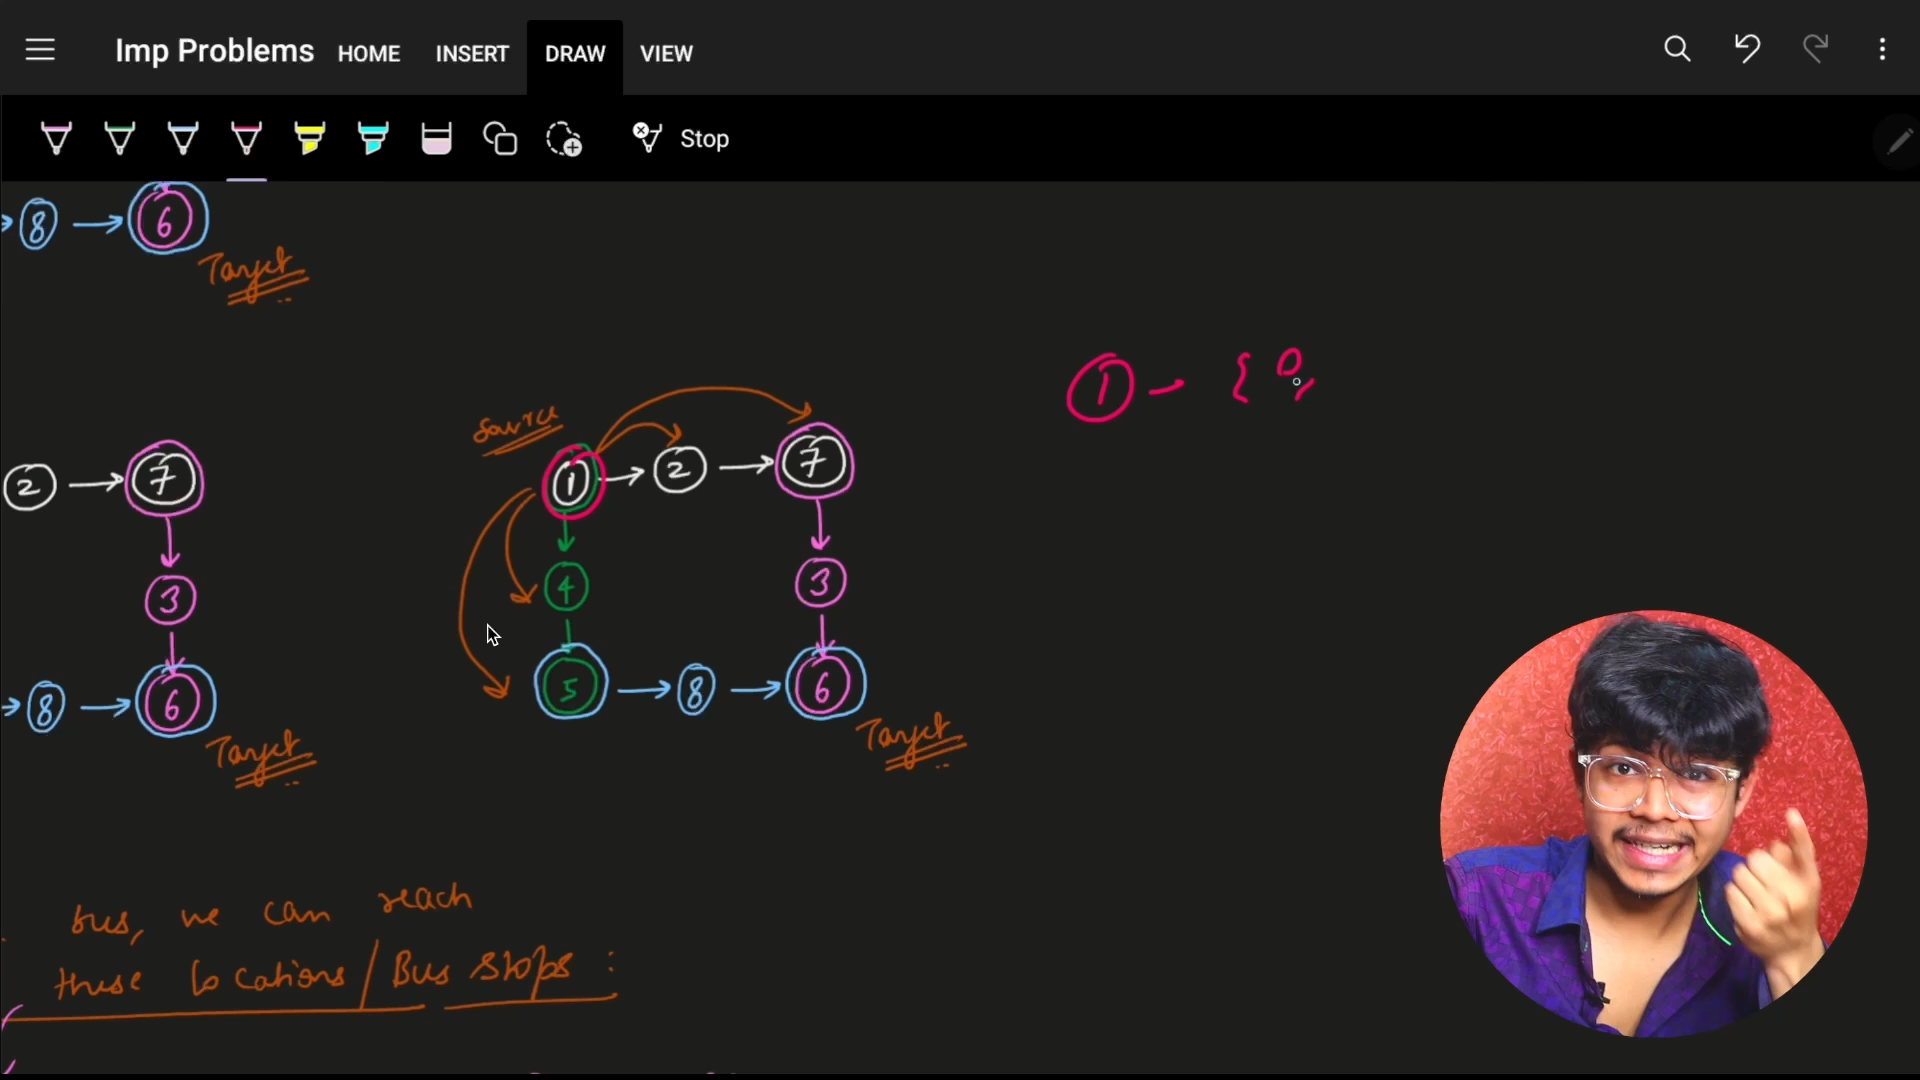 Imp Problems HOME INSERT DRAW VIEW
Stop
8 → 6
Target
1 → { 0,
Source
2 → 7
1 → 2 → 7
3
4
3
8 → 6
5 → 8 → 6
Target
Target
bus, we can reach
these locations / Bus stops :